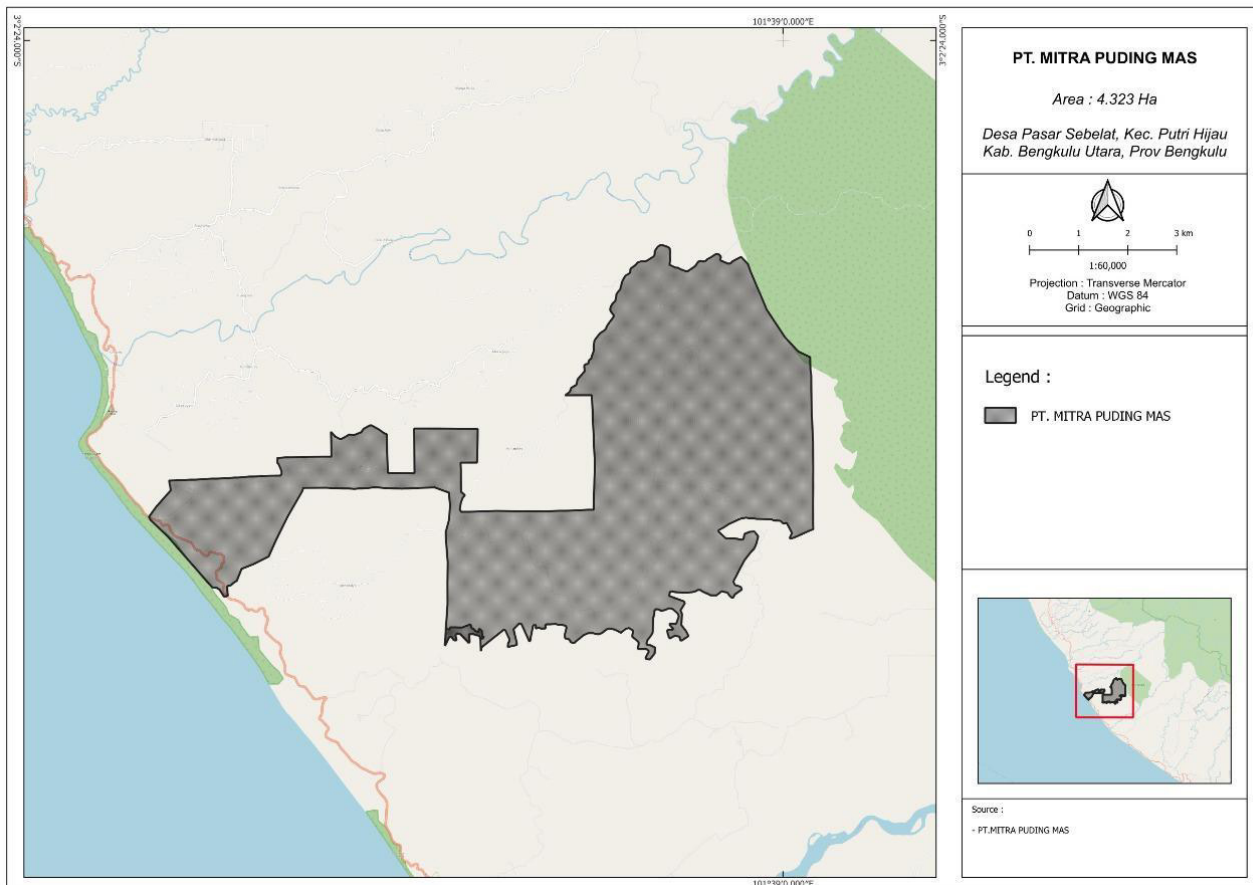 101°39'0.000"E
3°2'24.000"S
3°2'24.000"S
101°39'0.000"E
PT. MITRA PUDING MAS
Area : 4.323 Ha
Desa Pasar Sebelat, Kec. Putri Hijau
Kab. Bengkulu Utara, Prov Bengkulu
0 1 2 3 km
1:60,000
Projection : Transverse Mercator
Datum : WGS 84
Grid : Geographic
Legend :
PT. MITRA PUDING MAS
Source :
- PT.MITRA PUDING MAS